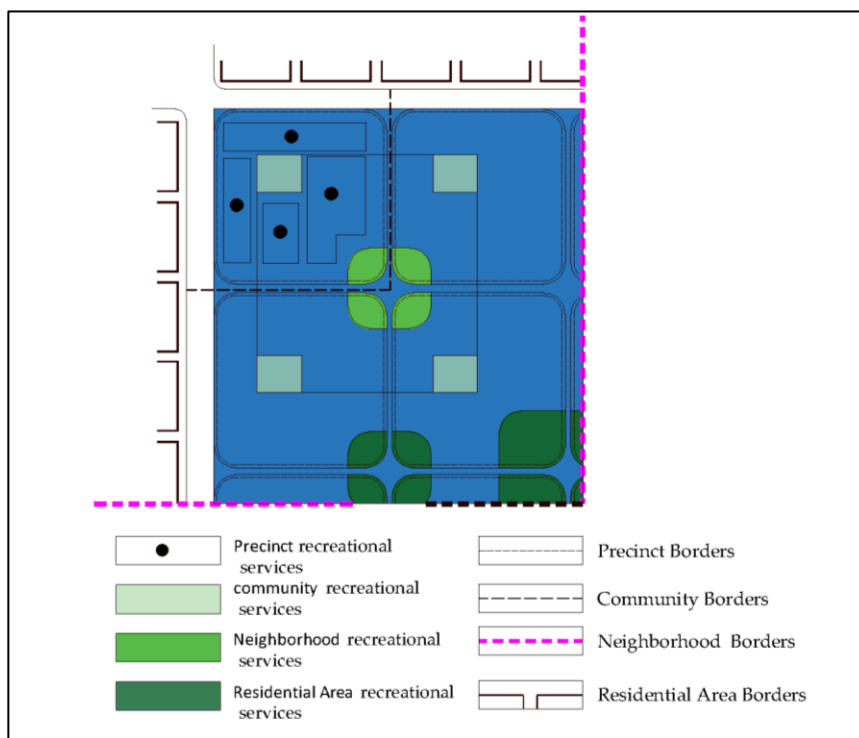 Precinct recreational
services
community recreational
services
Neighborhood recreational
services
Residential Area recreational
services
Precinct Borders
Community Borders
Neighborhood Borders
Residential Area Borders